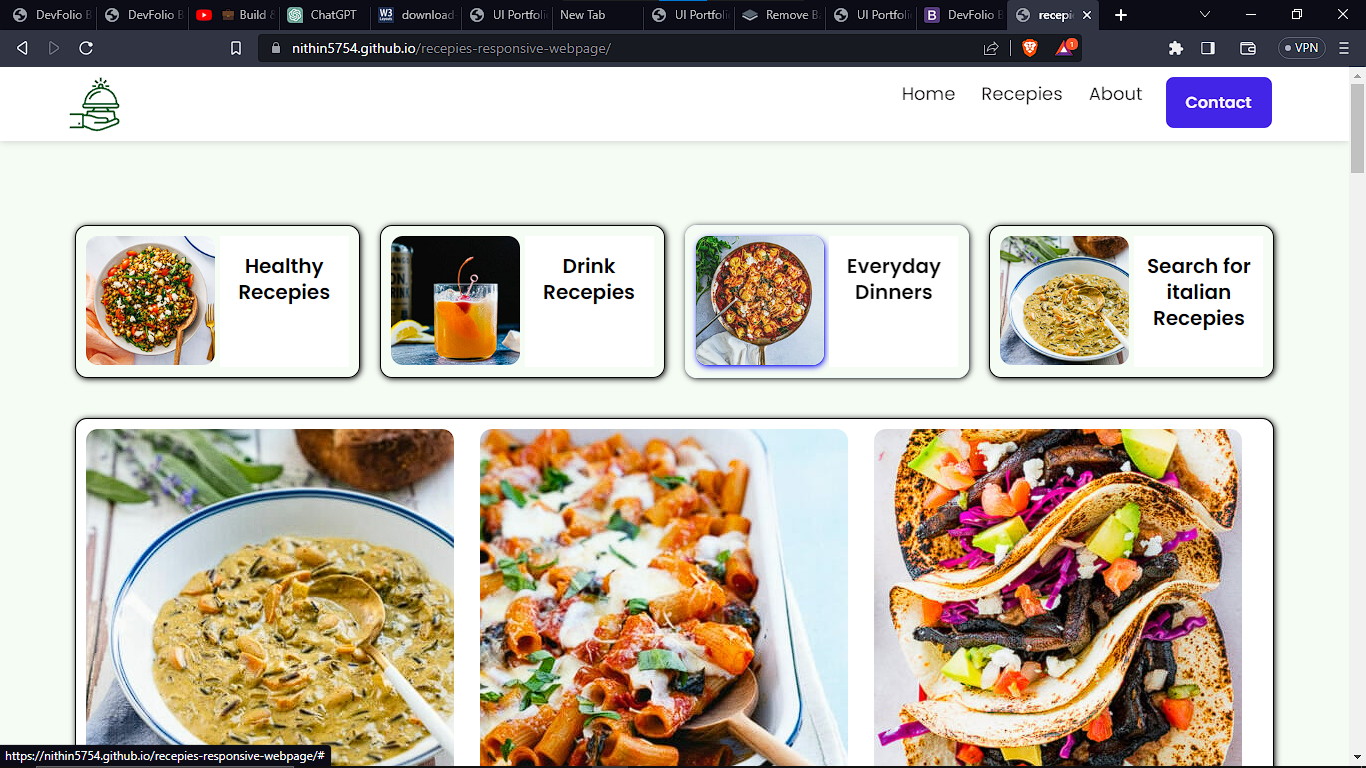 DevFolio B
DevFolio B
Build &
ChatGPT
download-
UI Portfoli
New Tab
UI Portfoli
Remove Ba
UI Portfoli
DevFolio B
recepi
nithin5754.github.io/recepies-responsive-webpage/
1
VPN
Home
Recepies
About
Contact
Healthy
Recepies
Drink
Recepies
Everyday
Dinners
Search for
italian
Recepies
https://nithin5754.github.io/recepies-responsive-webpage/#